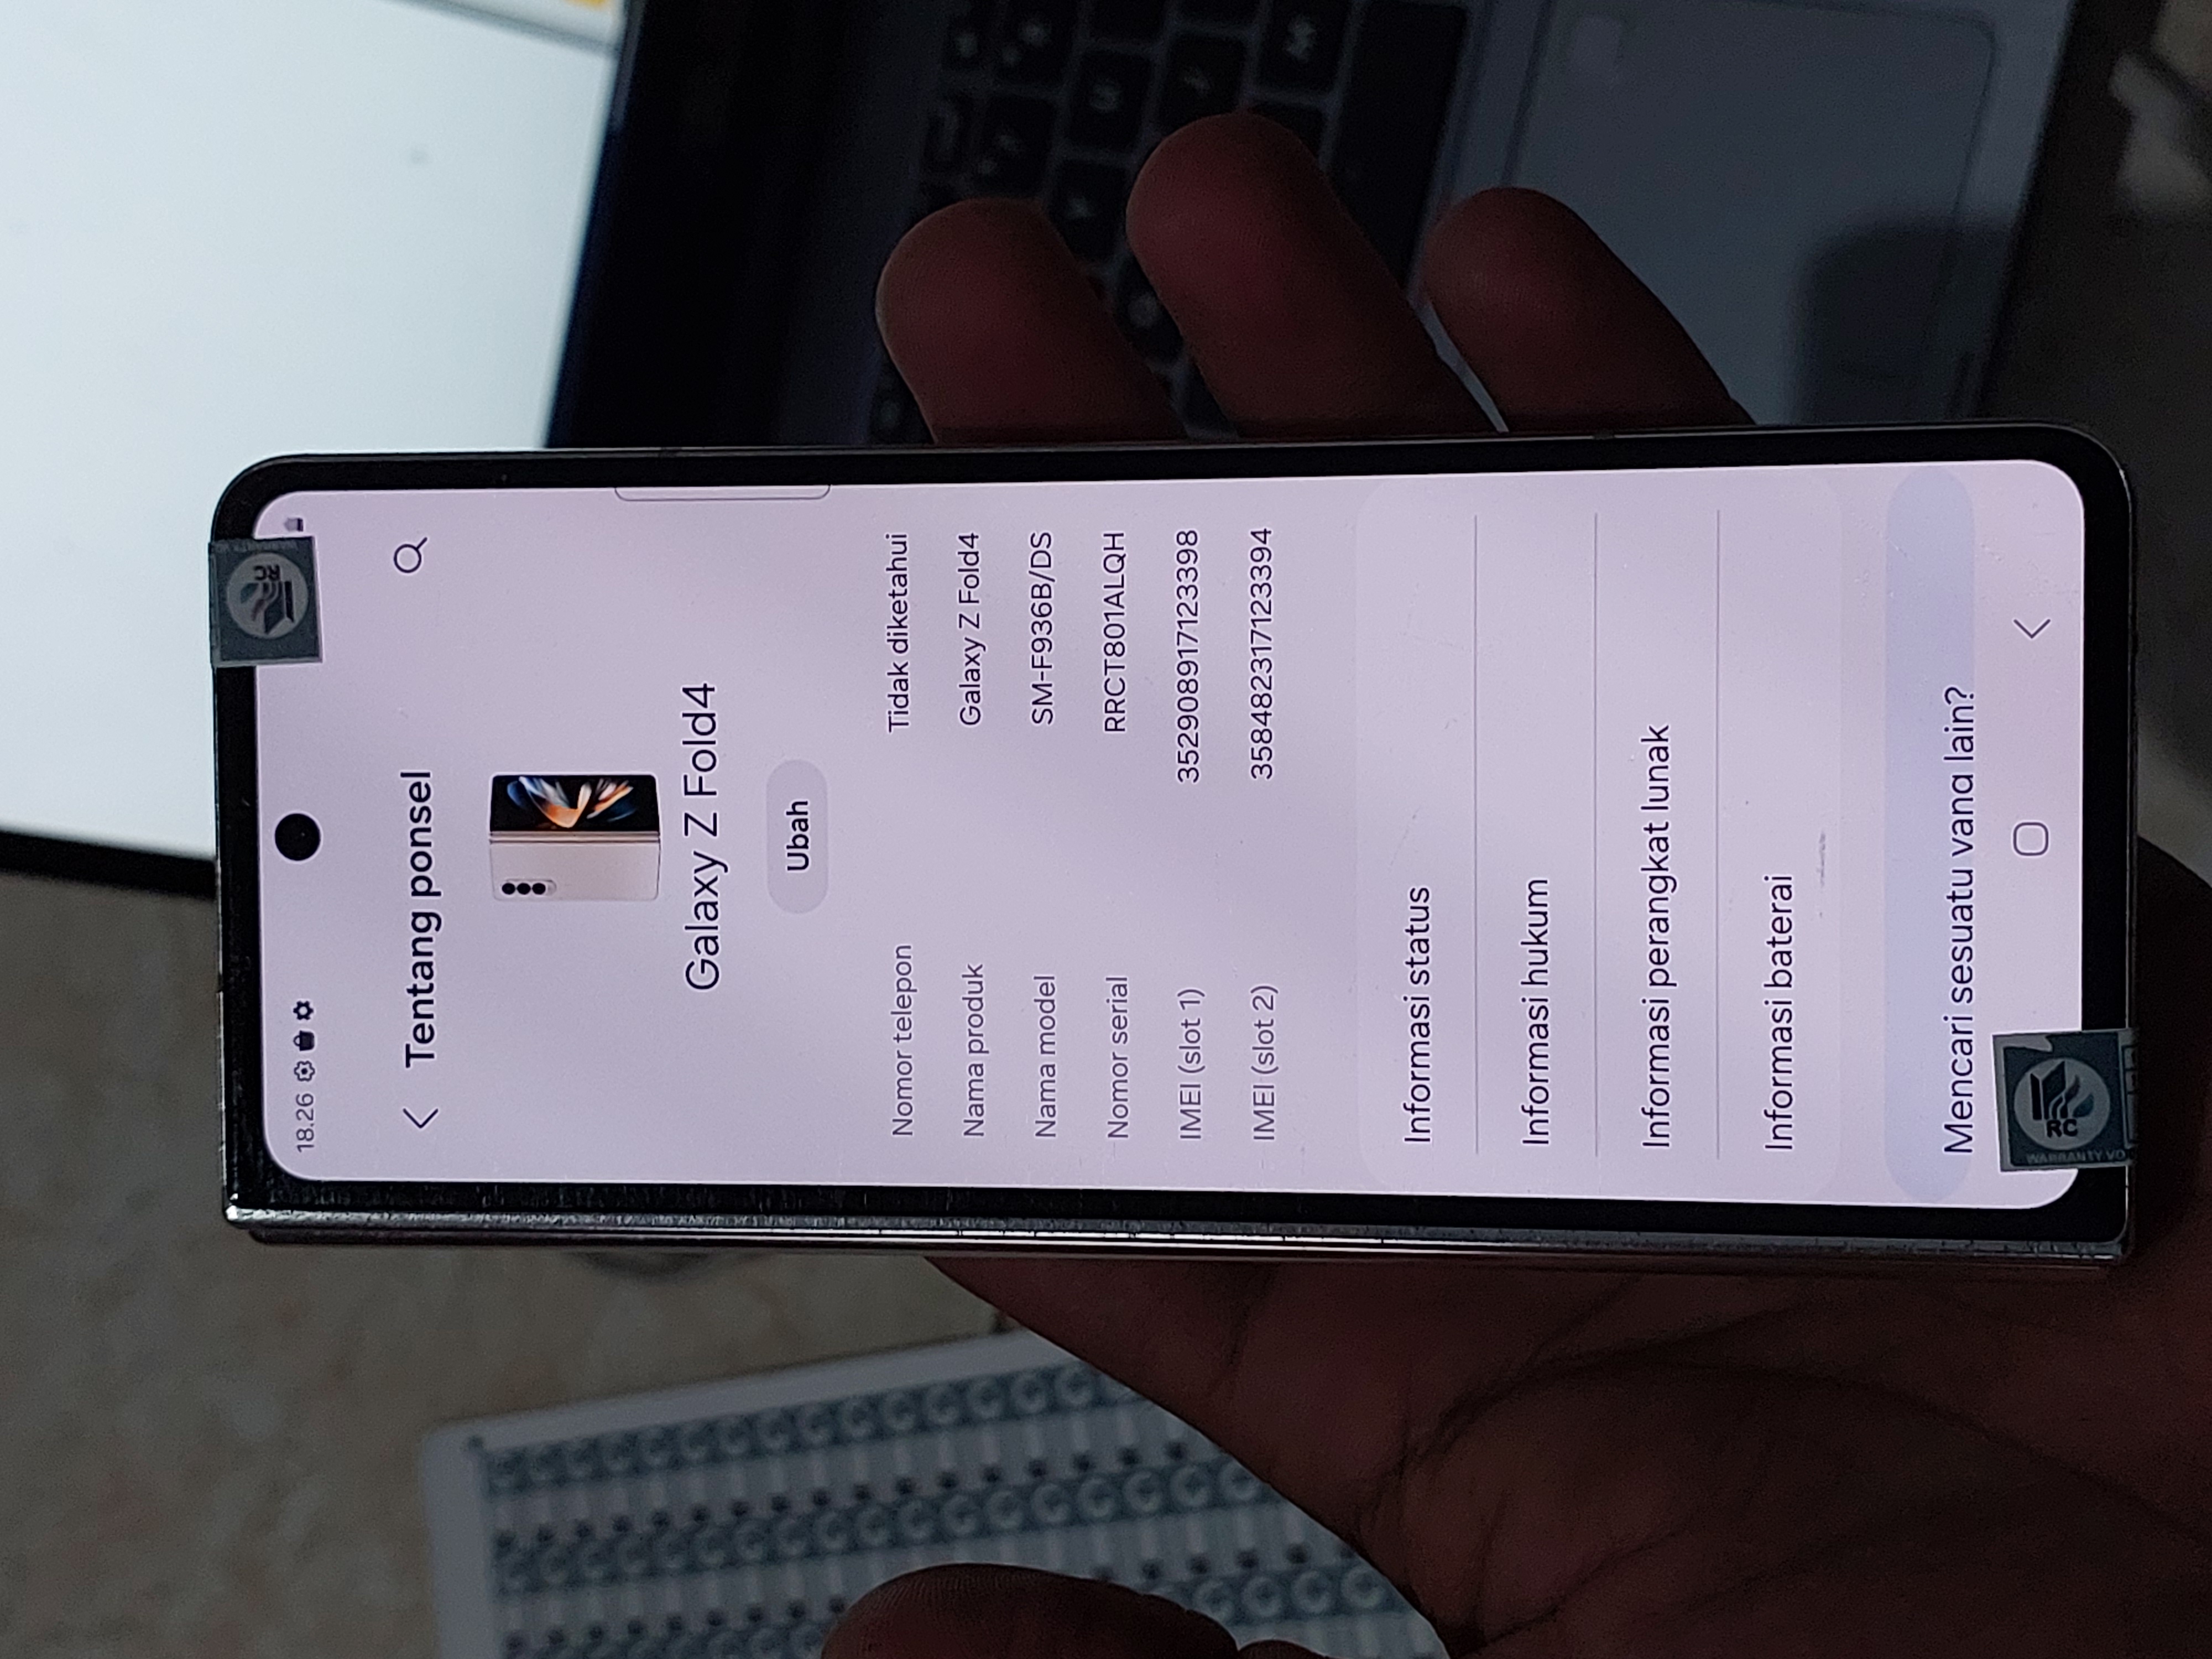 18.26
RC
Tentang ponsel
Galaxy Z Fold4
Ubah
Nomor telepon Tidak diketahui
Nama produk Galaxy Z Fold4
Nama model SM-F936B/DS
Nomor serial RRCT801ALQH
IMEI (slot 1) 352908917123398
IMEI (slot 2) 358482317123394
Informasi status
Informasi hukum
Informasi perangkat lunak
Informasi baterai
Mencari sesuatu yang lain?
RC
WARRANTY VO